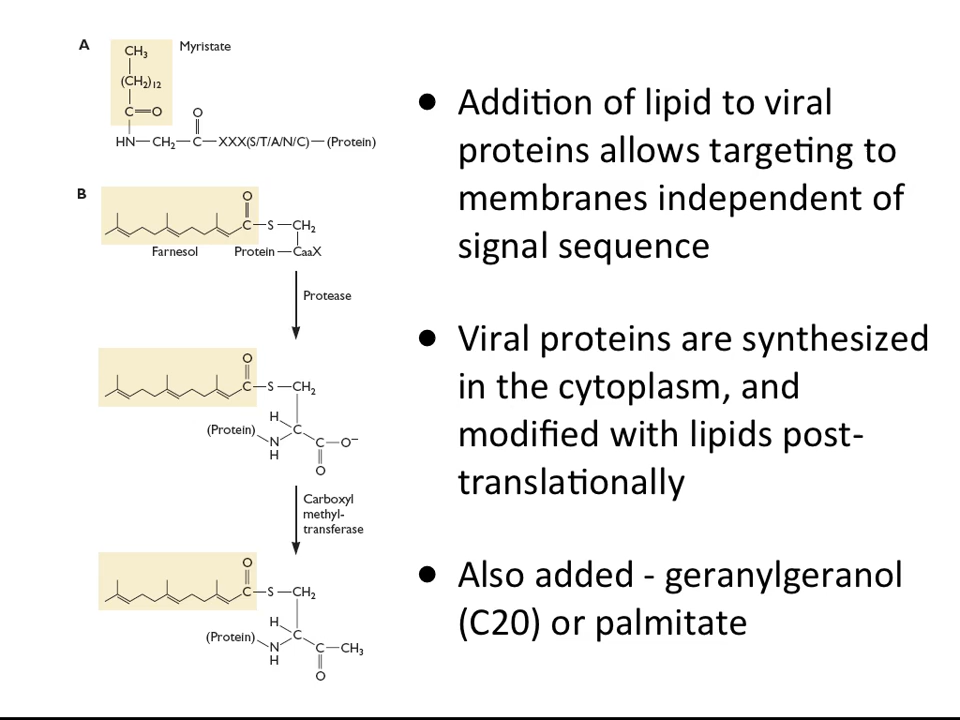 A
Myristate
CH₃
(CH₂)₁₂
C=O
O
HN—CH₂—C—XXX(S/T/A/N/C)—(Protein)
B
O
C—S—CH₂
Farnesol
Protein—CaaX
Protease
O
C—S—CH₂
H
(Protein)
C
N
H
C—O⁻
O
Carboxyl
methyl-
transferase
O
C—S—CH₂
H
(Protein)
C
N
H
C—CH₃
O
● Addition of lipid to viral
proteins allows targeting to
membranes independent of
signal sequence
● Viral proteins are synthesized
in the cytoplasm, and
modified with lipids post-
translationally
● Also added - geranylgeranol
(C20) or palmitate